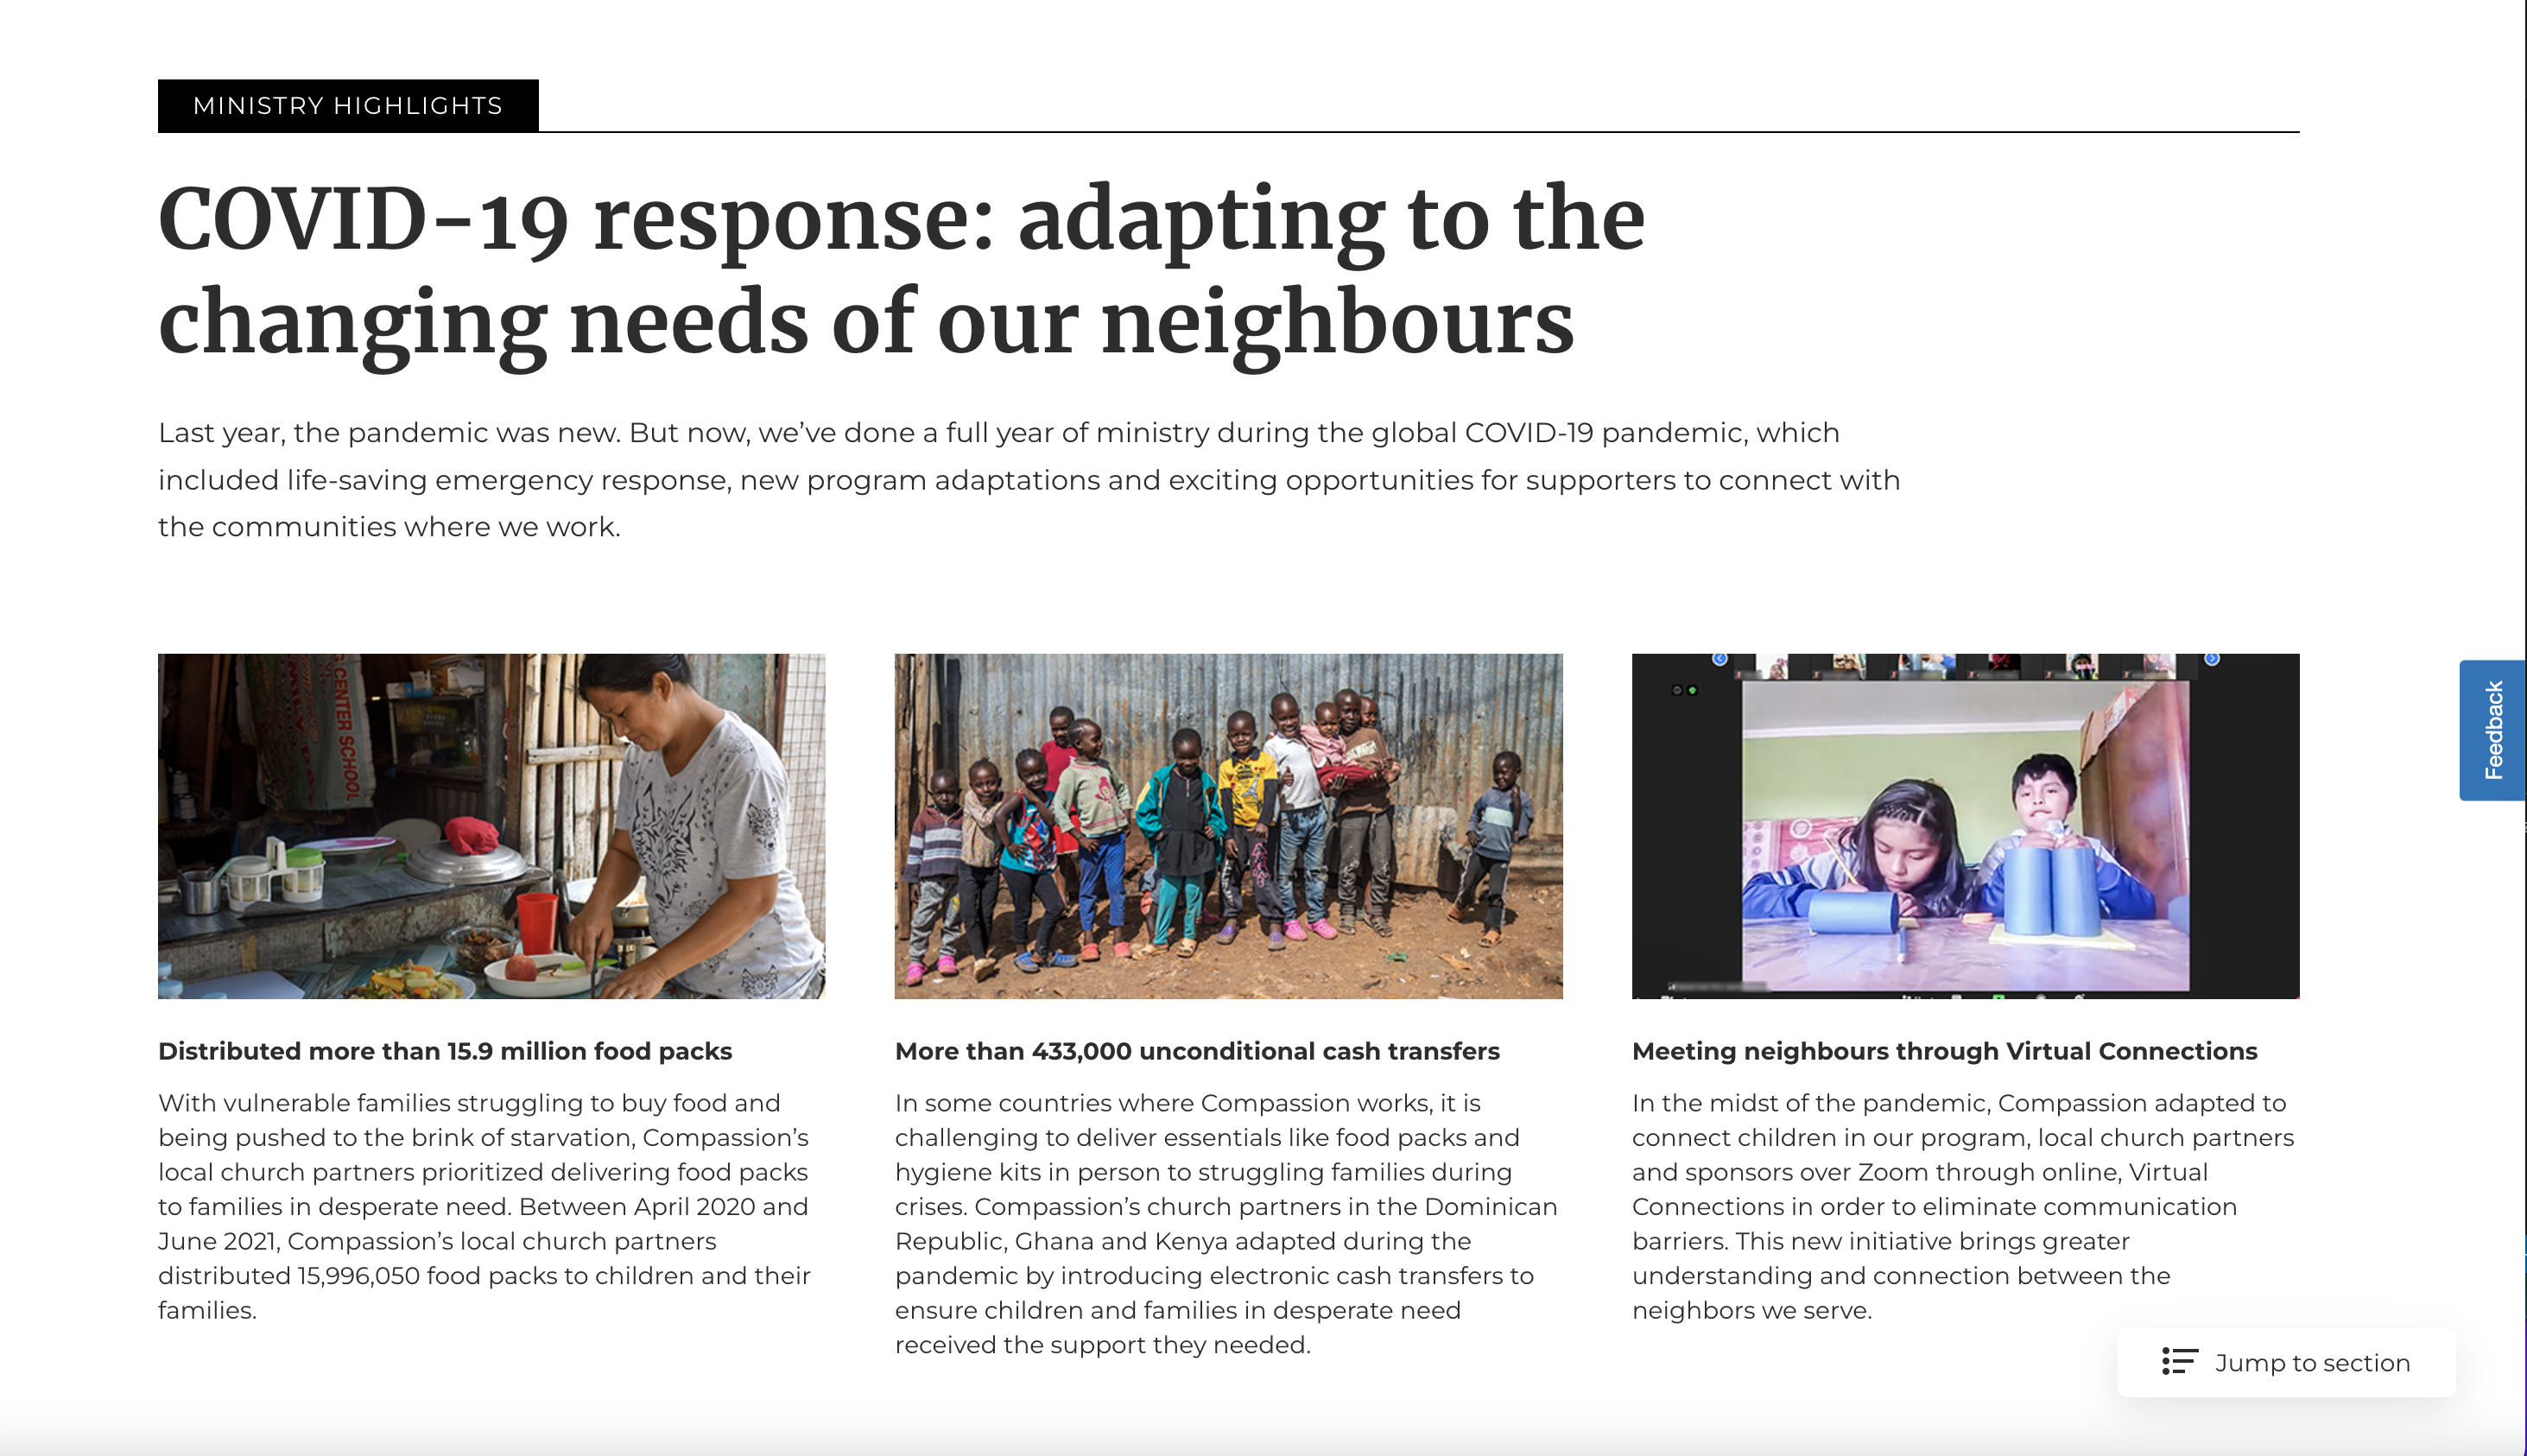 MINISTRY HIGHLIGHTS
COVID-19 response: adapting to the
changing needs of our neighbours
Last year, the pandemic was new. But now, we’ve done a full year of ministry during the global COVID-19 pandemic, which
included life-saving emergency response, new program adaptations and exciting opportunities for supporters to connect with
the communities where we work.
CENTER SCHOOL
Distributed more than 15.9 million food packs
With vulnerable families struggling to buy food and
being pushed to the brink of starvation, Compassion’s
local church partners prioritized delivering food packs
to families in desperate need. Between April 2020 and
June 2021, Compassion’s local church partners
distributed 15,996,050 food packs to children and their
families.
More than 433,000 unconditional cash transfers
In some countries where Compassion works, it is
challenging to deliver essentials like food packs and
hygiene kits in person to struggling families during
crises. Compassion’s church partners in the Dominican
Republic, Ghana and Kenya adapted during the
pandemic by introducing electronic cash transfers to
ensure children and families in desperate need
received the support they needed.
Meeting neighbours through Virtual Connections
In the midst of the pandemic, Compassion adapted to
connect children in our program, local church partners
and sponsors over Zoom through online, Virtual
Connections in order to eliminate communication
barriers. This new initiative brings greater
understanding and connection between the
neighbors we serve.
Feedback
Jump to section